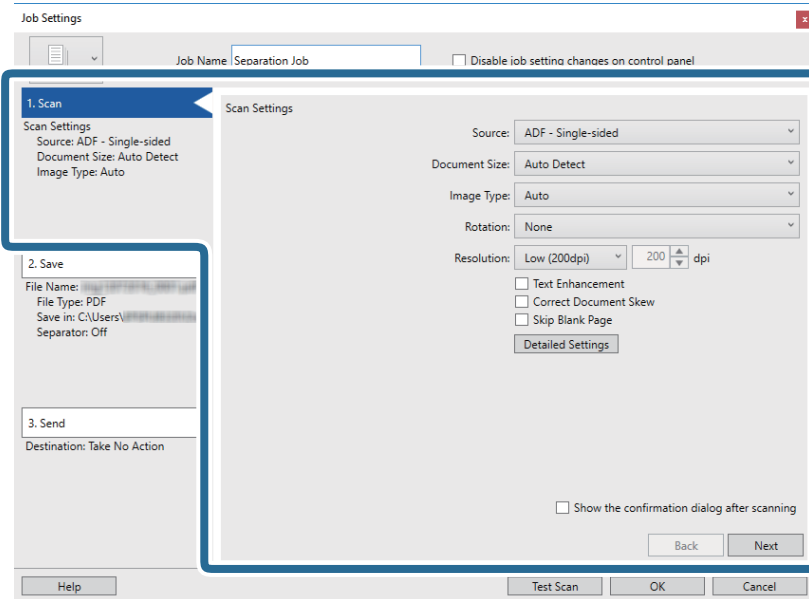 Job Settings
x
Job Name Separation Job Disable job setting changes on control panel
1. Scan
Scan Settings
Source: ADF - Single-sided
Document Size: Auto Detect
Image Type: Auto
2. Save
File Name:
File Type: PDF
Save in: C:\Users\
Separator: Off
3. Send
Destination: Take No Action
Scan Settings
Source: ADF - Single-sided
Document Size: Auto Detect
Image Type: Auto
Rotation: None
Resolution: Low (200dpi) 200 dpi
Text Enhancement
Correct Document Skew
Skip Blank Page
Detailed Settings
Show the confirmation dialog after scanning
Back Next
Help Test Scan OK Cancel